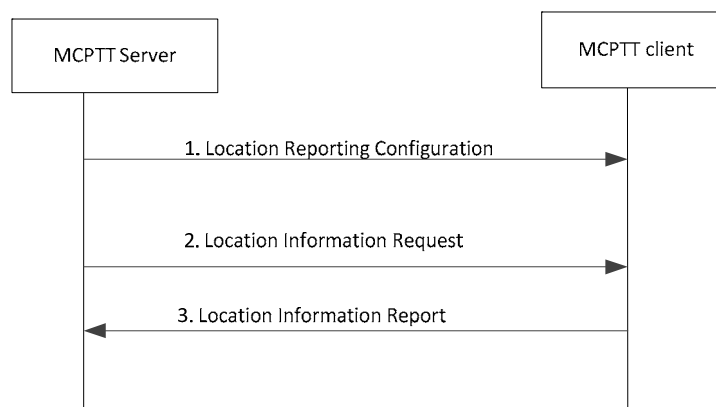 MCPTT Server
MCPTT client
1. Location Reporting Configuration
2. Location Information Request
3. Location Information Report